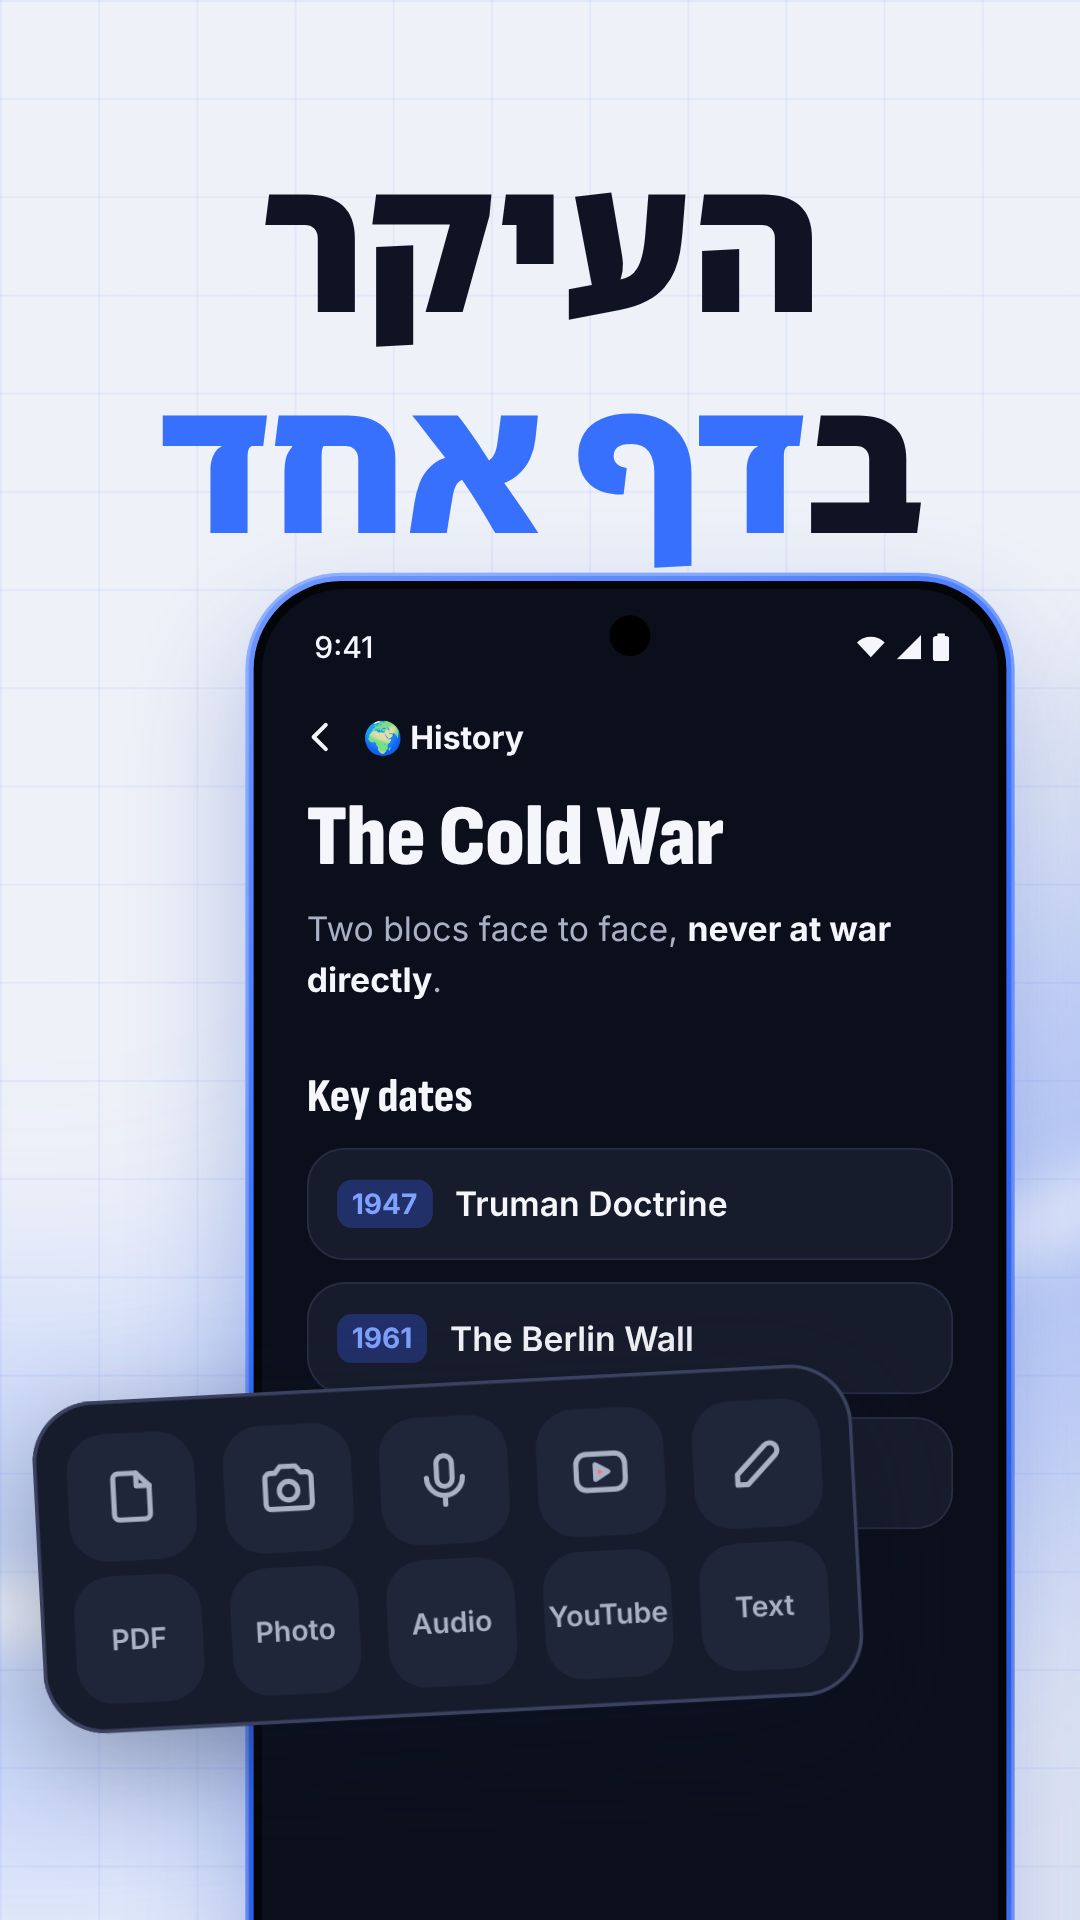 העיקר
בדף אחד
9:41
🌍 History
The Cold War
Two blocs face to face, never at war
directly.
Key dates
1947 Truman Doctrine
1961 The Berlin Wall
PDF Photo Audio YouTube Text